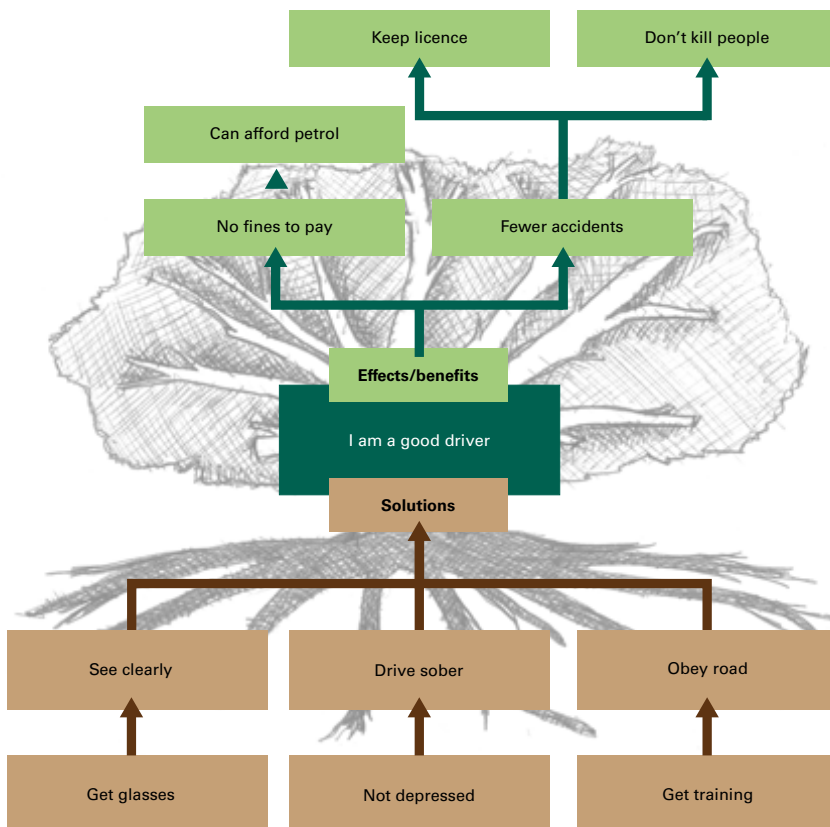 Keep licence
Don't kill people
Can afford petrol
No fines to pay
Fewer accidents
Effects/benefits
I am a good driver
Solutions
See clearly
Drive sober
Obey road
Get glasses
Not depressed
Get training